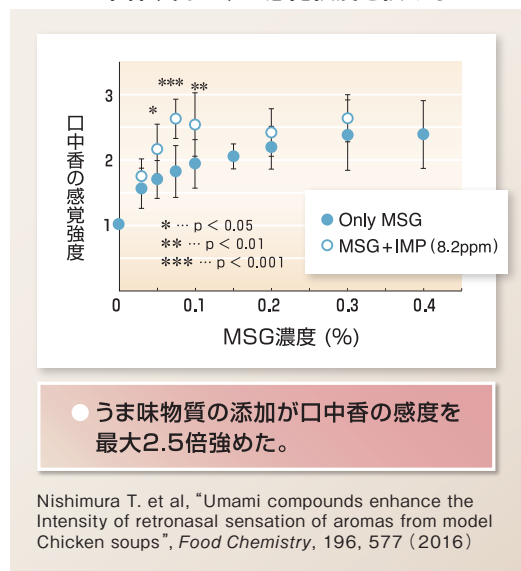 ***
**
*
3
2
1
口中香の感覚強度
* … p < 0.05
** … p < 0.01
*** … p < 0.001
Only MSG
MSG+IMP (8.2ppm)
0
0.1
0.2
0.3
0.4
MSG濃度 (%)
うま味物質の添加が口中香の感度を
最大2.5倍強めた。
Nishimura T. et al, “Umami compounds enhance the
Intensity of retronasal sensation of aromas from model
Chicken soups”, Food Chemistry, 196, 577 (2016)